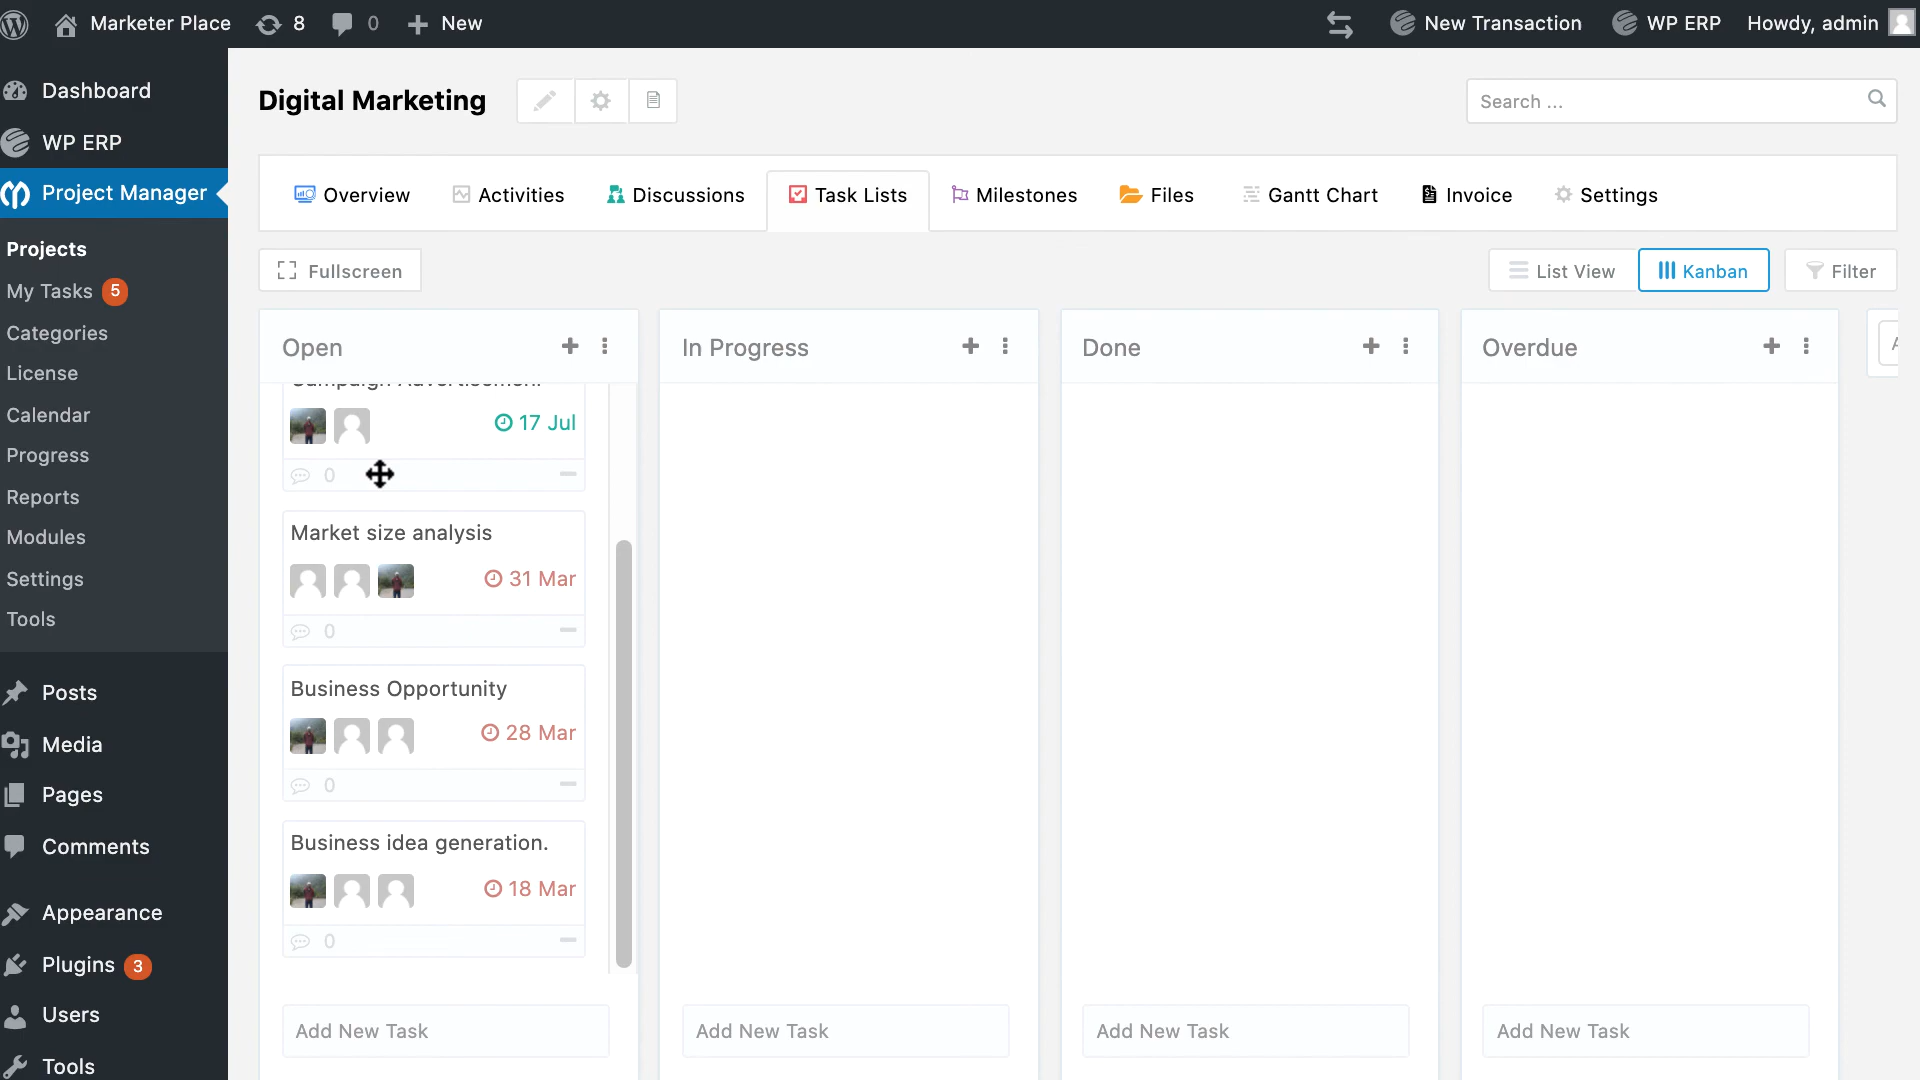 Marketer Place 8 0 New New Transaction WP ERP Howdy, admin
Dashboard
WP ERP
Project Manager
Projects
My Tasks 5
Categories
License
Calendar
Progress
Reports
Modules
Settings
Tools
Posts
Media
Pages
Comments
Appearance
Plugins 3
Users
Tools
Digital Marketing
Search ...
Overview Activities Discussions Task Lists Milestones Files Gantt Chart Invoice Settings
Fullscreen List View Kanban Filter
Open
Campaign Advertisement
17 Jul
0
Market size analysis
31 Mar
0
Business Opportunity
28 Mar
0
Business idea generation.
18 Mar
0
Add New Task
In Progress
Add New Task
Done
Add New Task
Overdue
Add New Task